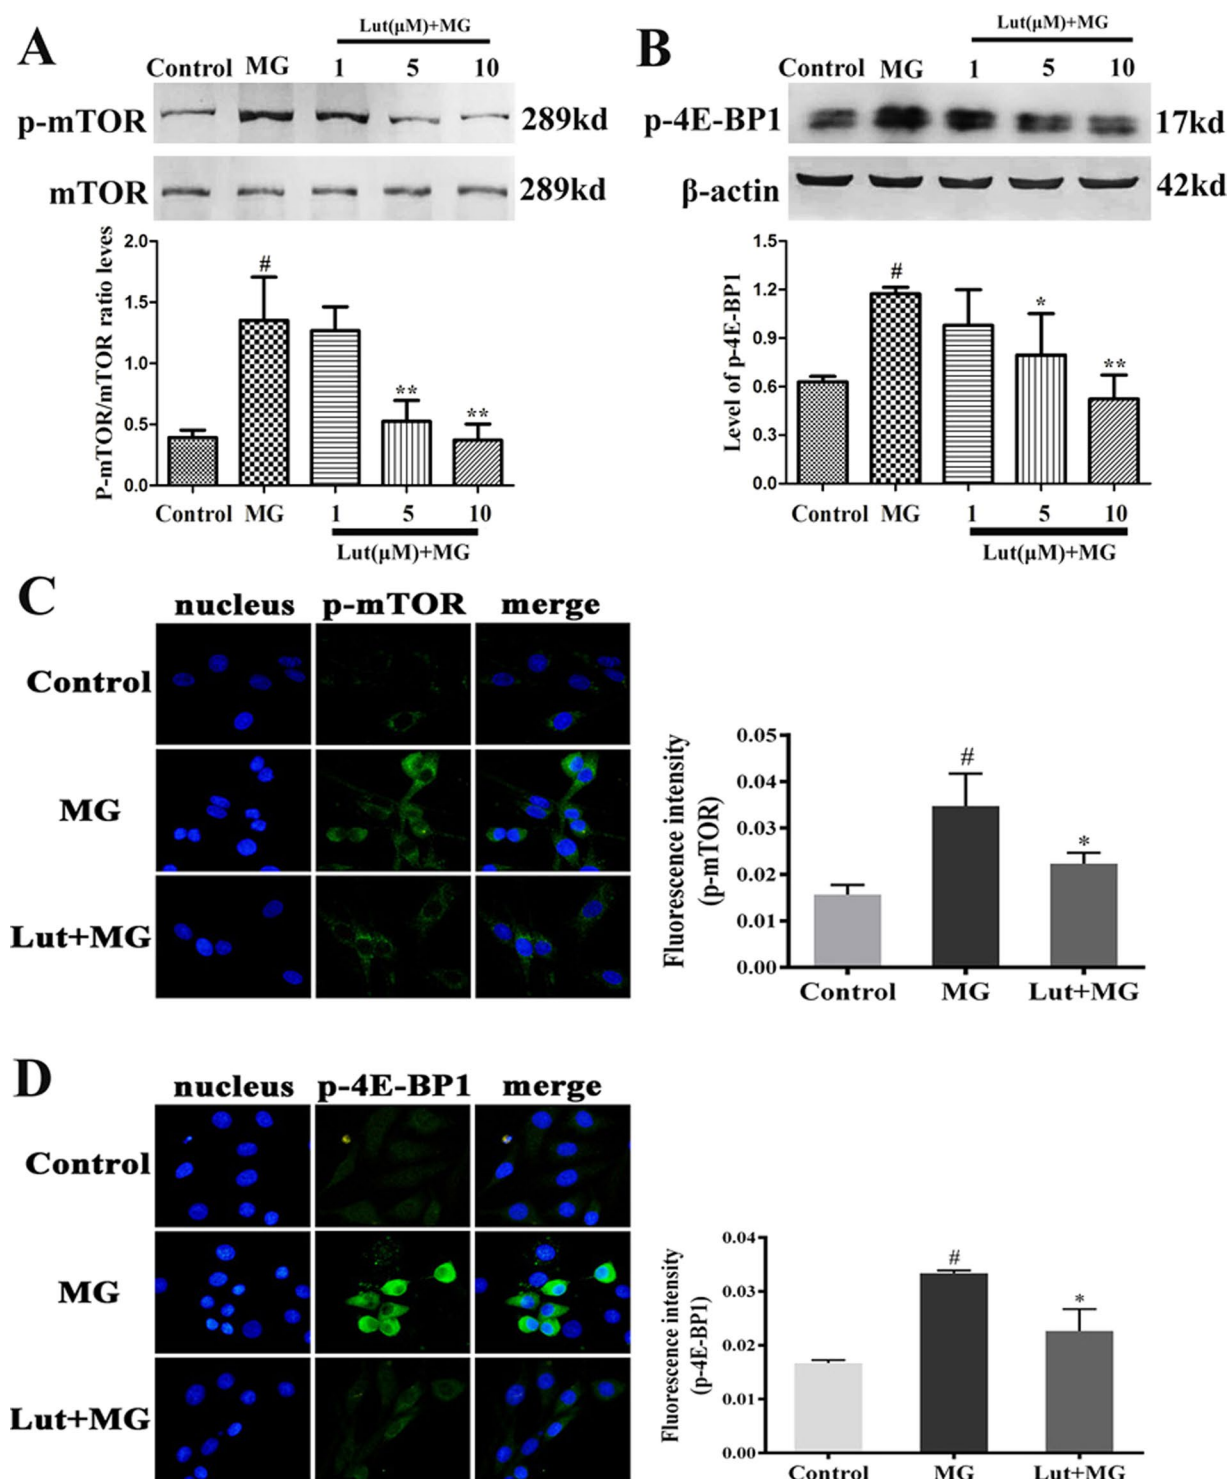 A
Lut(μM)+MG
Control MG 1 5 10
p-mTOR 289kd
mTOR 289kd
P-mTOR/mTOR ratio leves
2.0
1.5
1.0
0.5
0.0
#
**
**
Control MG 1 5 10
Lut(μM)+MG
B
Lut(μM)+MG
Control MG 1 5 10
p-4E-BP1 17kd
β-actin 42kd
Level of p-4E-BP1
1.5
1.2
0.9
0.6
0.3
0.0
#
*
**
Control MG 1 5 10
Lut(μM)+MG
C
nucleus p-mTOR merge
Control
MG
Lut+MG
Fluorescence intensity
(p-mTOR)
0.05
0.04
0.03
0.02
0.01
0.00
#
*
Control MG Lut+MG
D
nucleus p-4E-BP1 merge
Control
MG
Lut+MG
Fluorescence intensity
(p-4E-BP1)
0.04
0.03
0.02
0.01
0.00
#
*
Control MG Lut+MG